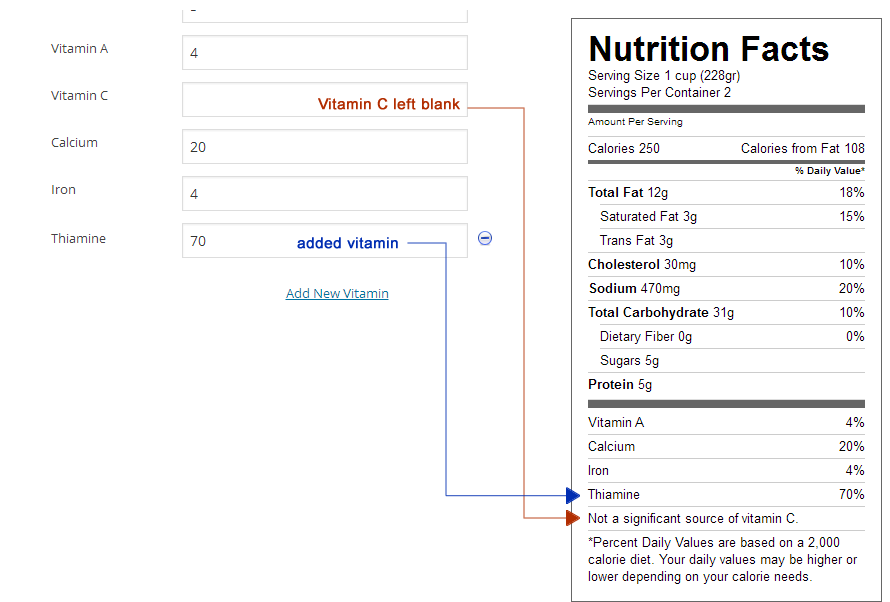 Vitamin A
4
Vitamin C
Vitamin C left blank
Calcium
20
Iron
4
Thiamine
70
added vitamin
Add New Vitamin
Nutrition Facts
Serving Size 1 cup (228gr)
Servings Per Container 2
Amount Per Serving
Calories 250 Calories from Fat 108
% Daily Value*
Total Fat 12g 18%
Saturated Fat 3g 15%
Trans Fat 3g
Cholesterol 30mg 10%
Sodium 470mg 20%
Total Carbohydrate 31g 10%
Dietary Fiber 0g 0%
Sugars 5g
Protein 5g
Vitamin A 4%
Calcium 20%
Iron 4%
Thiamine 70%
Not a significant source of vitamin C.
*Percent Daily Values are based on a 2,000
calorie diet. Your daily values may be higher or
lower depending on your calorie needs.